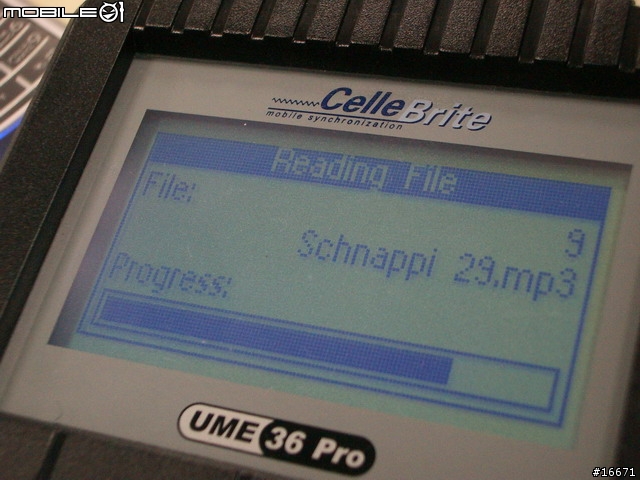 MOBILE01
CelleBrite
mobile synchronization
Reading File
File:
9
Schnappi 29.mp3
Progress:
UME 36 Pro
#16671